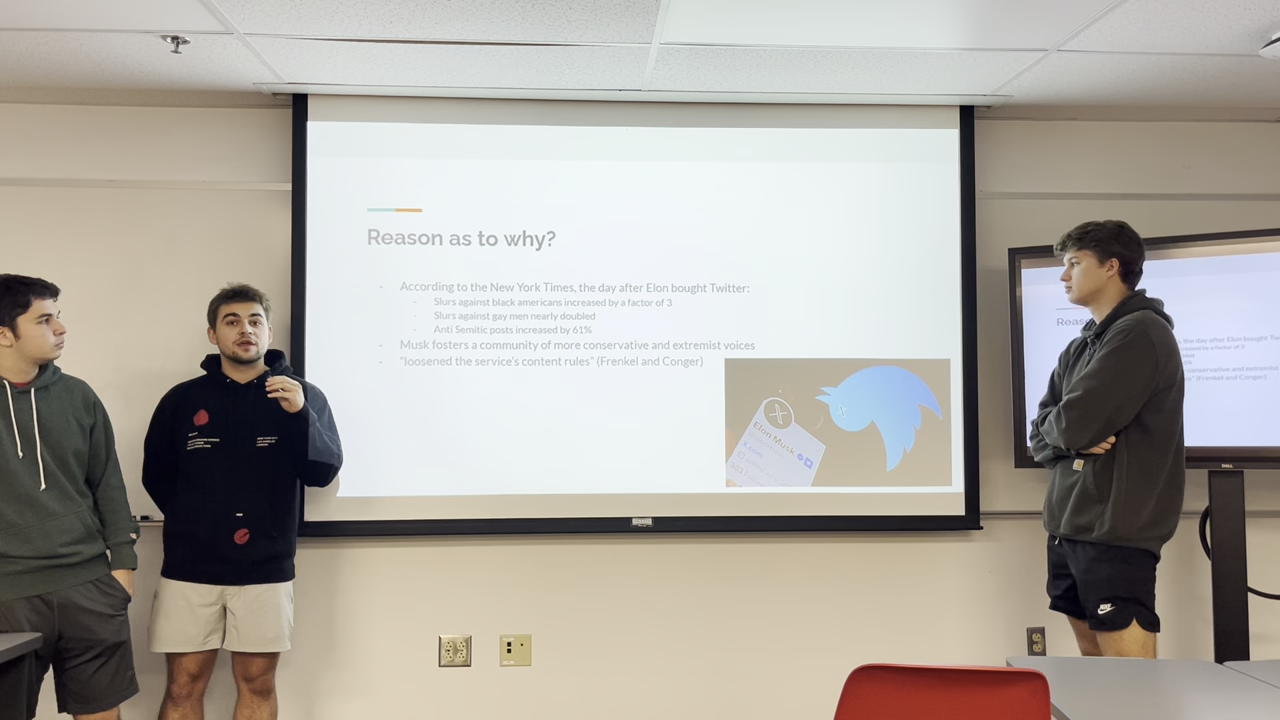 Reason as to why?
- According to the New York Times, the day after Elon bought Twitter:
- Slurs against black americans increased by a factor of 3
- Slurs against gay men nearly doubled
- Anti Semitic posts increased by 61%
- Musk fosters a community of more conservative and extremist voices
- "loosened the service's content rules" (Frenkel and Conger)
Elon Musk
DELL
NIKE